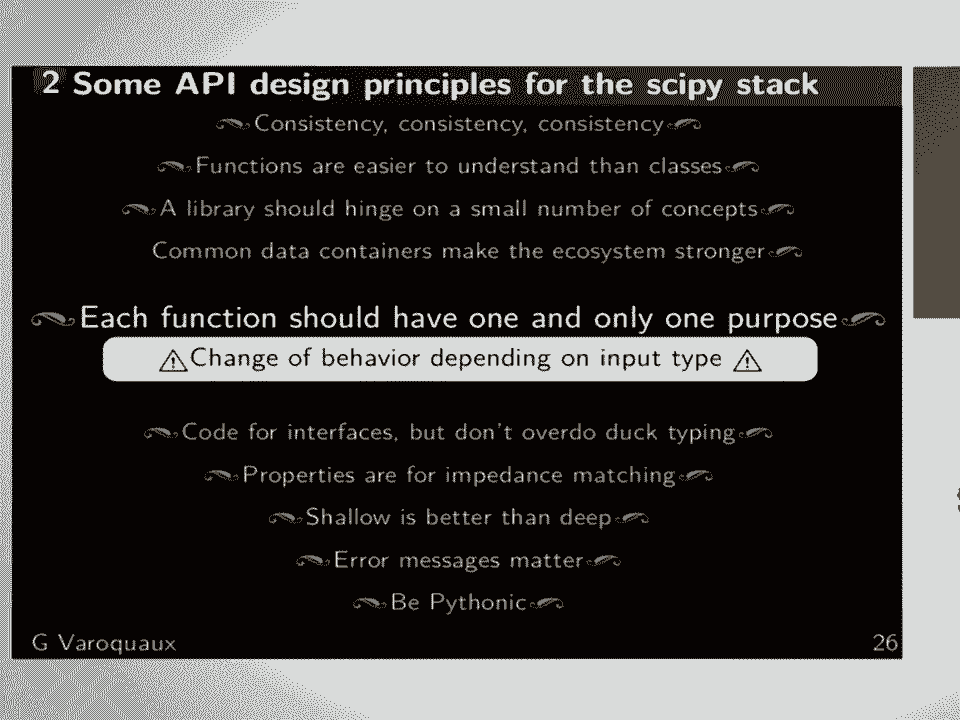 2 Some API design principles for the scipy stack
Consistency, consistency, consistency
Functions are easier to understand than classes
A library should hinge on a small number of concepts
Common data containers make the ecosystem stronger
Each function should have one and only one purpose
⚠Change of behavior depending on input type ⚠
Code for interfaces, but don't overdo duck typing
Properties are for impedance matching
Shallow is better than deep
Error messages matter
Be Pythonic
G Varoquaux
26